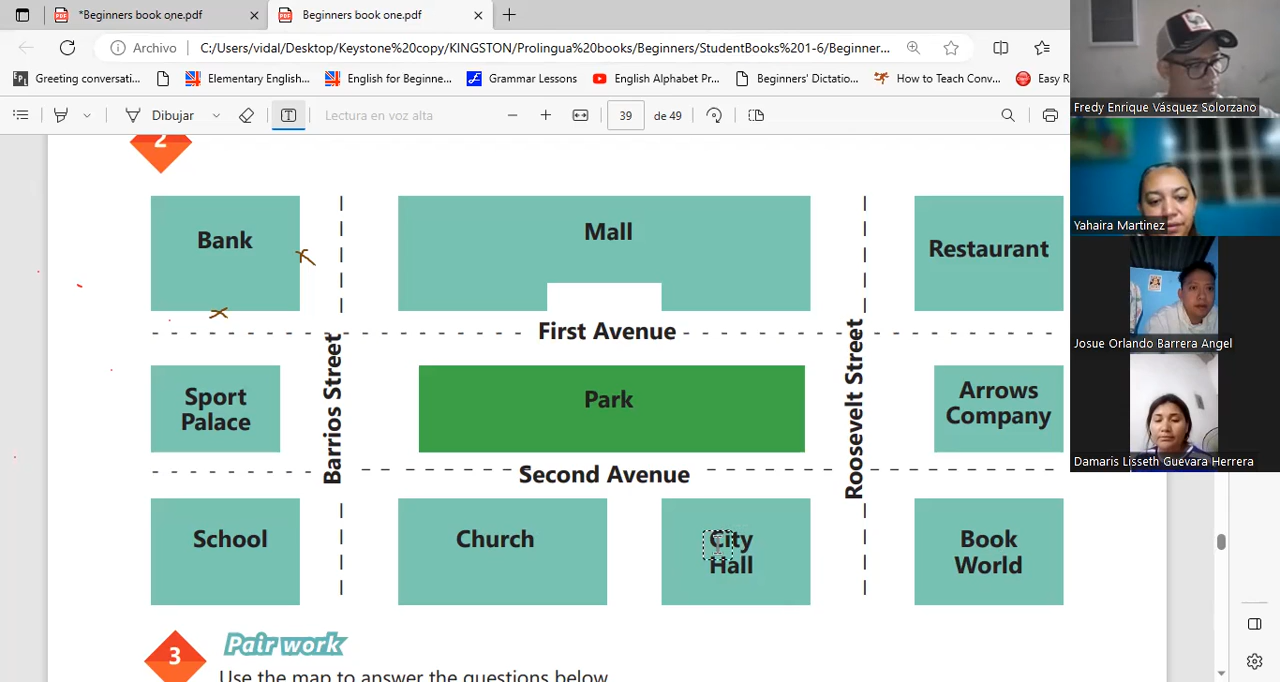 *Beginners book one.pdf
Beginners book one.pdf
Archivo
C:/Users/vidal/Desktop/Keystone%20copy/KINGSTON/Prolingua%20books/Beginners/StudentBooks%201-6/Beginner...
Greeting conversati...
Elementary English...
English for Beginne...
Grammar Lessons
English Alphabet Pr...
Beginners' Dictatio...
How to Teach Conv...
Easy R
Dibujar
Lectura en voz alta
39
de 49
2
Bank
Mall
Restaurant
First Avenue
Barrios Street
Roosevelt Street
Sport
Palace
Park
Arrows
Company
Second Avenue
School
Church
City
Hall
Book
World
3
Pair work
Use the map to answer the questions below
Fredy Enrique Vásquez Solorzano
Yahaira Martinez
Josue Orlando Barrera Angel
Damaris Lisseth Guevara Herrera